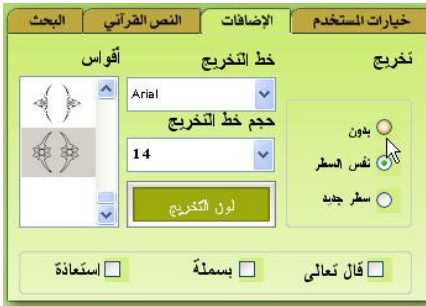 خيارات المستخدم الإضافات النص القرآني البحث
تخريج خط التخريج أقواس
Arial
بدون حجم خط التخريج
نفس السطر 14
سطر جديد لون التخريج
قال تعالى بسملة استعاذة